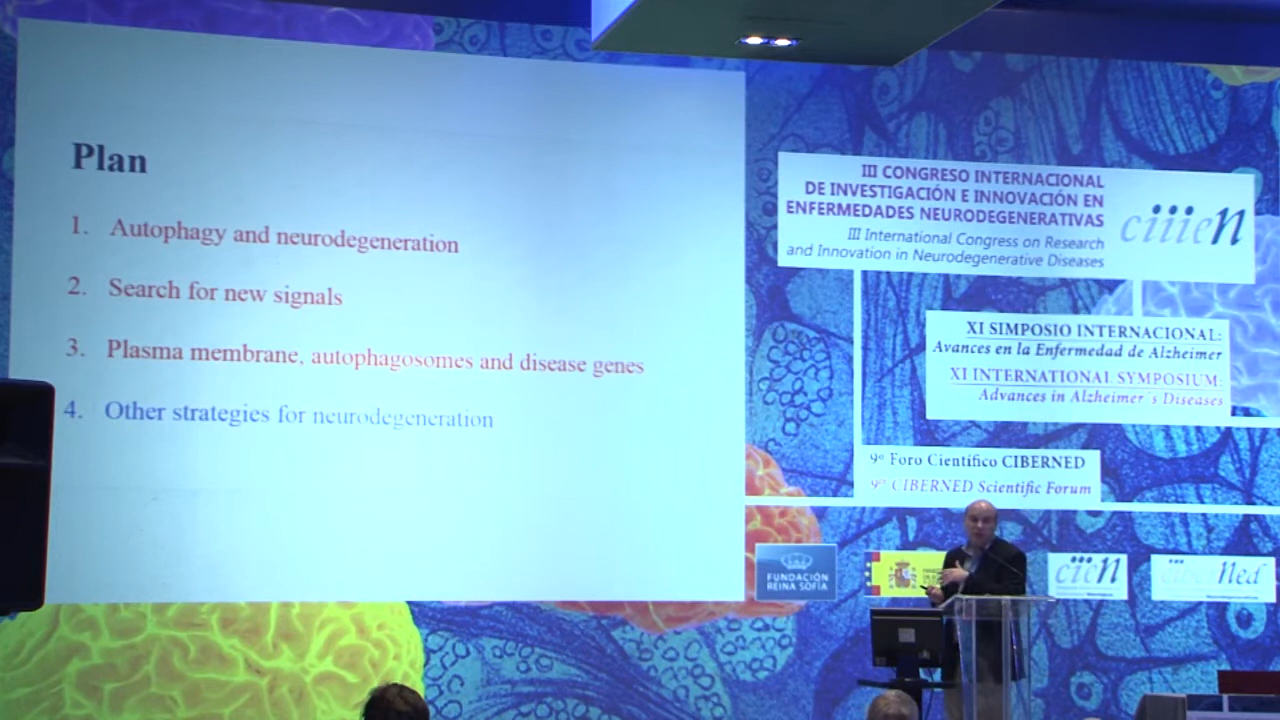 Plan
1. Autophagy and neurodegeneration
2. Search for new signals
3. Plasma membrane, autophagosomes and disease genes
4. Other strategies for neurodegeneration
III CONGRESO INTERNACIONAL
DE INVESTIGACIÓN E INNOVACIÓN EN
ENFERMEDADES NEURODEGENERATIVAS
III International Congress on Research
and Innovation in Neurodegenerative Diseases
ciiieN
XI SIMPOSIO INTERNACIONAL:
Avances en la Enfermedad de Alzheimer
XI INTERNATIONAL SYMPOSIUM:
Advances in Alzheimer´s Diseases
9º Foro Científico CIBERNED
9th CIBERNED Scientific Forum
FUNDACIÓN
REINA SOFÍA
cien
ciberNed